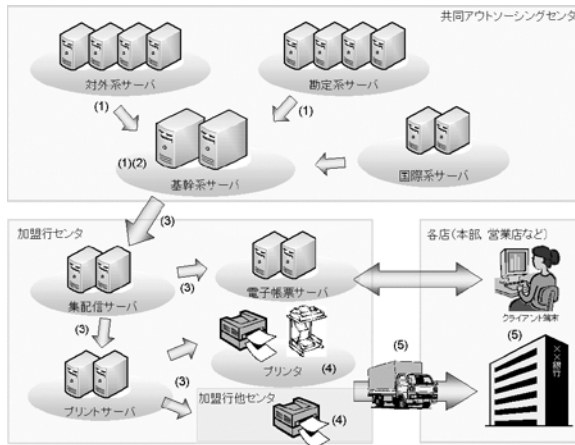 共同アウトソーシングセンタ
対外系サーバ
勘定系サーバ
(1)
(1)
(1)(2)
基幹系サーバ
国際系サーバ
(3)
加盟行センタ
各店(本部、営業店など)
集配信サーバ
(3)
電子帳票サーバ
クライアント端末
(3)
(5)
(5)
プリンタ
(4)
××銀行
プリントサーバ
(3)
加盟行他センタ
(4)